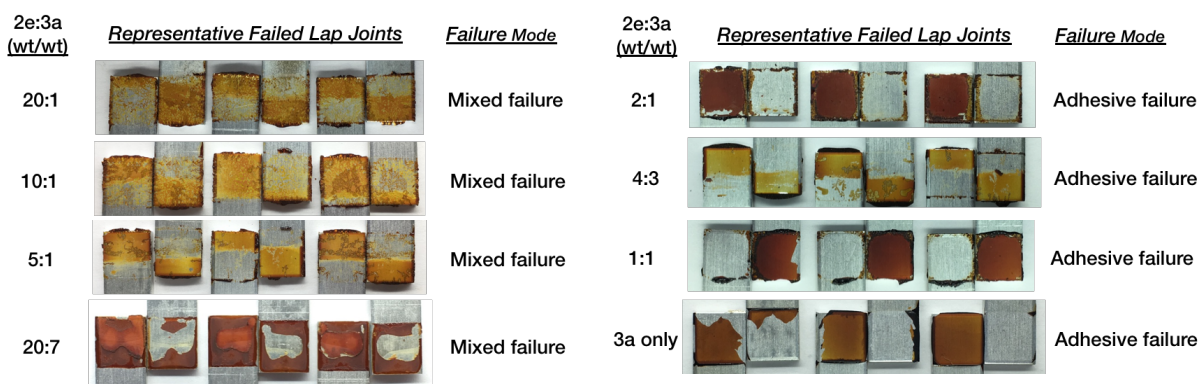 2e:3a
(wt/wt)
Representative Failed Lap Joints
Failure Mode
20:1
Mixed failure
10:1
Mixed failure
5:1
Mixed failure
20:7
Mixed failure
2e:3a
(wt/wt)
Representative Failed Lap Joints
Failure Mode
2:1
Adhesive failure
4:3
Adhesive failure
1:1
Adhesive failure
3a only
Adhesive failure